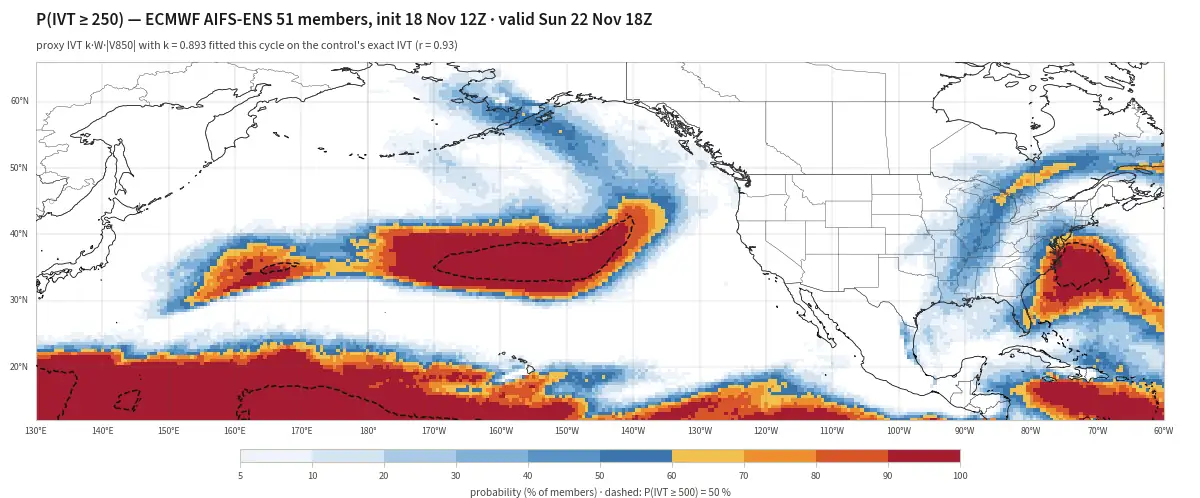 P(IVT ≥ 250) — ECMWF AIFS-ENS 51 members, init 18 Nov 12Z · valid Sun 22 Nov 18Z
proxy IVT k·W·|V850| with k = 0.893 fitted this cycle on the control's exact IVT (r = 0.93)
60°N
50°N
40°N
30°N
20°N
130°E 140°E 150°E 160°E 170°E 180° 170°W 160°W 150°W 140°W 130°W 120°W 110°W 100°W 90°W 80°W 70°W 60°W
5 10 20 30 40 50 60 70 80 90 100
probability (% of members) · dashed: P(IVT ≥ 500) = 50 %